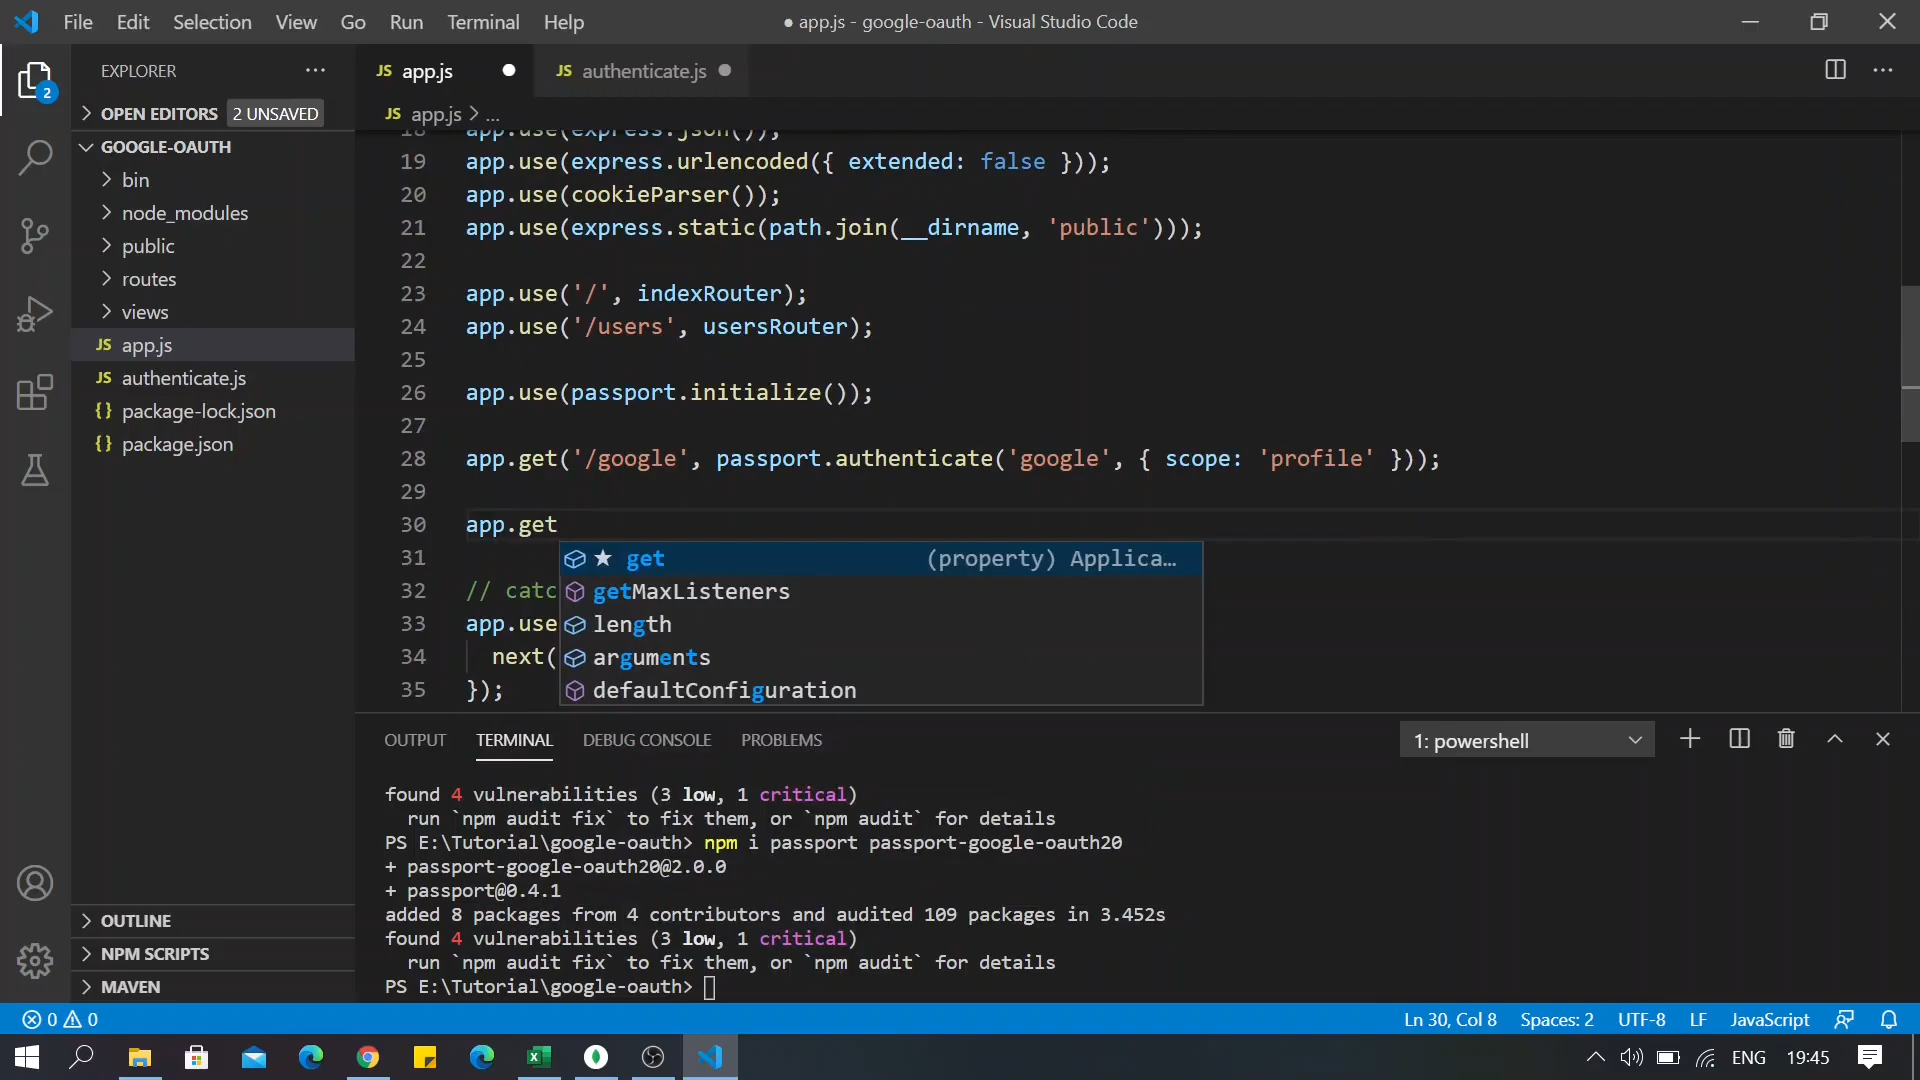 File Edit Selection View Go Run Terminal Help
● app.js - google-oauth - Visual Studio Code
EXPLORER
2
OPEN EDITORS 2 UNSAVED
GOOGLE-OAUTH
bin
node_modules
public
routes
views
JS app.js
JS authenticate.js
{} package-lock.json
{} package.json
OUTLINE
NPM SCRIPTS
MAVEN
JS app.js
JS authenticate.js
JS app.js > ...
18 app.use(express.json());
19 app.use(express.urlencoded({ extended: false }));
20 app.use(cookieParser());
21 app.use(express.static(path.join(__dirname, 'public')));
22
23 app.use('/', indexRouter);
24 app.use('/users', usersRouter);
25
26 app.use(passport.initialize());
27
28 app.get('/google', passport.authenticate('google', { scope: 'profile' }));
29
30 app.get
31
32 // catc
33 app.use
34 next(
35 });
★ get (property) Applica…
getMaxListeners
length
arguments
defaultConfiguration
OUTPUT TERMINAL DEBUG CONSOLE PROBLEMS
1: powershell
found 4 vulnerabilities (3 low, 1 critical)
run `npm audit fix` to fix them, or `npm audit` for details
PS E:\Tutorial\google-oauth> npm i passport passport-google-oauth20
+ passport-google-oauth20@2.0.0
+ passport@0.4.1
added 8 packages from 4 contributors and audited 109 packages in 3.452s
found 4 vulnerabilities (3 low, 1 critical)
run `npm audit fix` to fix them, or `npm audit` for details
PS E:\Tutorial\google-oauth>
0 0
Ln 30, Col 8 Spaces: 2 UTF-8 LF JavaScript
ENG 19:45